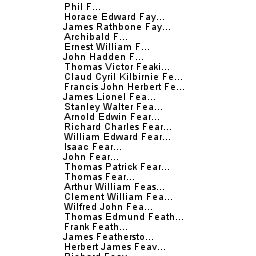 Phil F...
Horace Edward Fay...
James Rathbone Fay...
Archibald F...
Ernest William F...
John Hadden F...
Thomas Victor Feaki...
Claud Cyril Kilbirnie Fe...
Francis John Herbert Fe...
James Lionel Fea...
Stanley Walter Fea...
Arnold Edwin Fear...
Richard Charles Fear...
William Edward Fear...
Isaac Fear...
John Fear...
Thomas Patrick Fear...
Thomas Fear...
Arthur William Feas...
Clement William Fea...
Wilfred John Fea...
Thomas Edmund Feath...
Frank Feath...
James Feathersto...
Herbert James Feav...